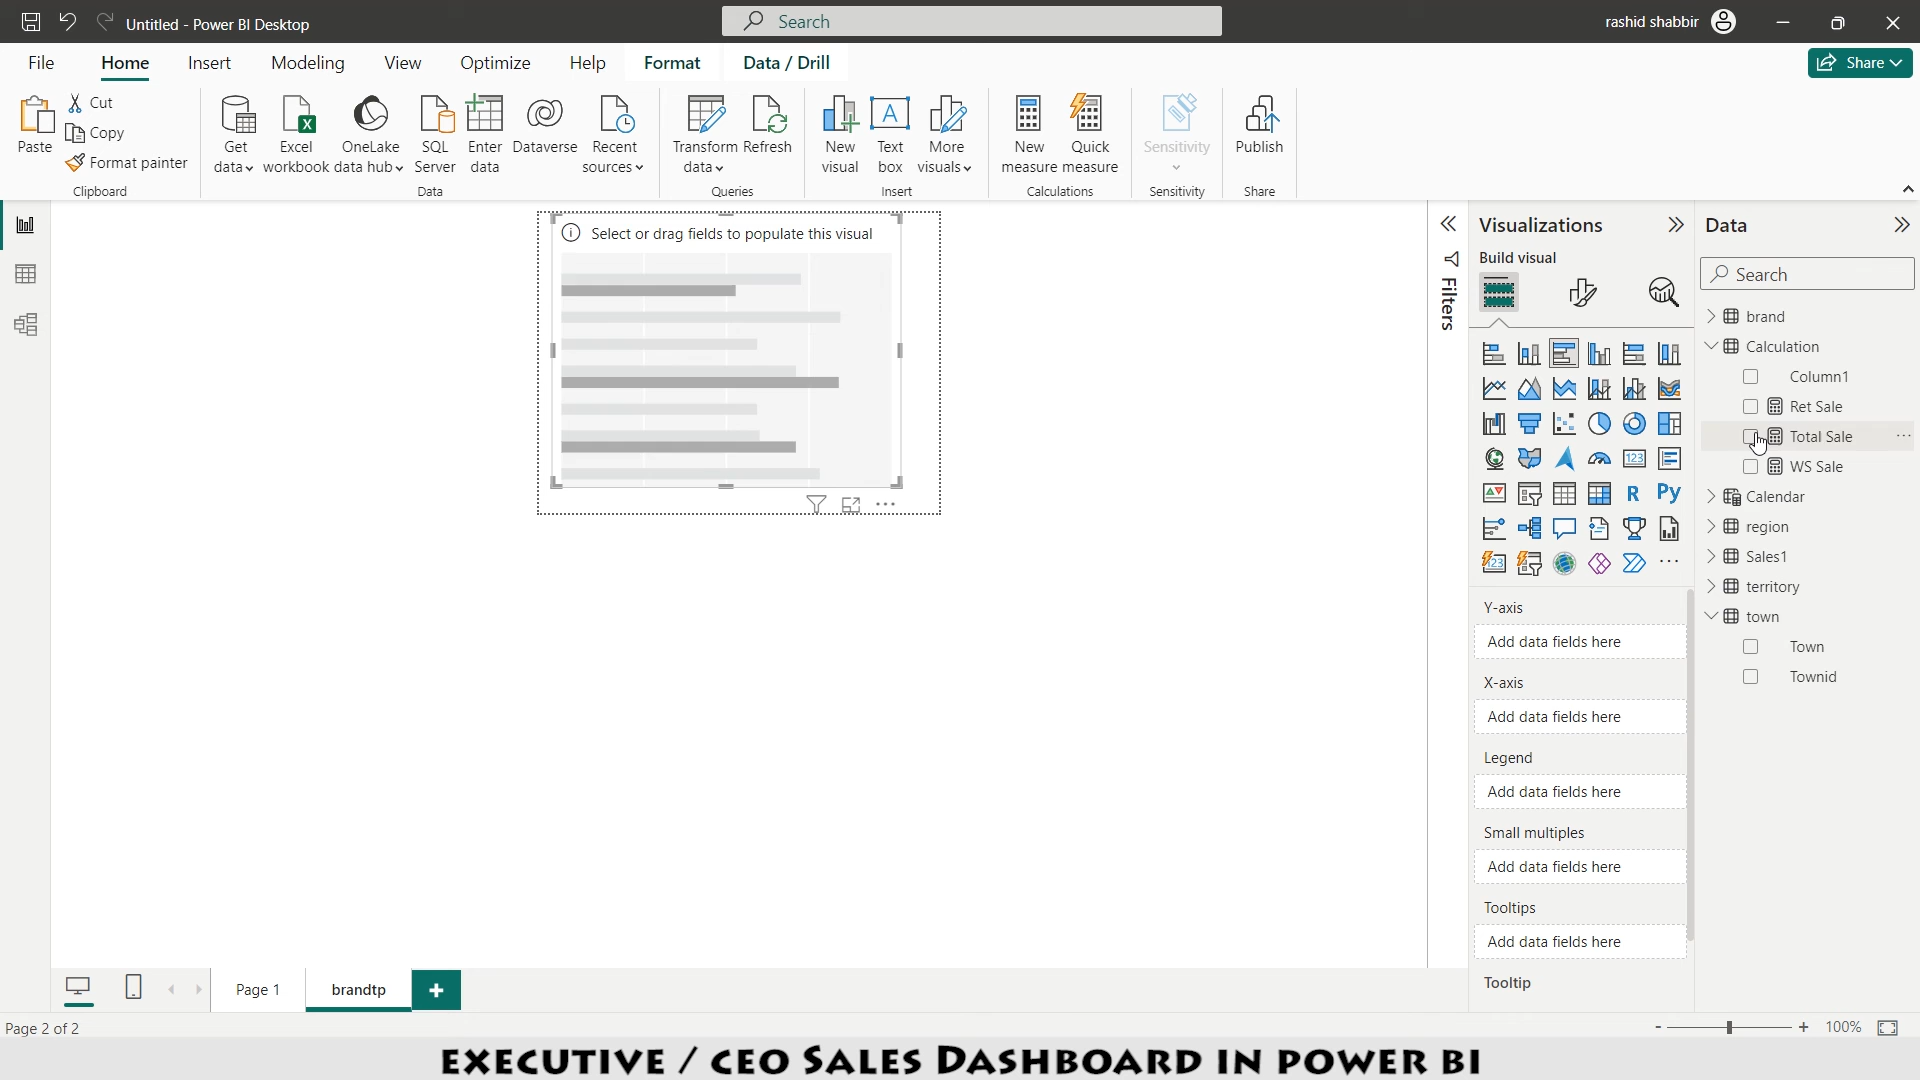 Untitled - Power BI Desktop
Search
rashid shabbir
File
Home
Insert
Modeling
View
Optimize
Help
Format
Data / Drill
Share
Paste
Cut
Copy
Format painter
Clipboard
Get data
Excel workbook
OneLake data hub
SQL Server
Enter data
Dataverse
Recent sources
Data
Transform data
Refresh
Queries
New visual
Text box
More visuals
Insert
New measure
Quick measure
Calculations
Sensitivity
Sensitivity
Publish
Share
Select or drag fields to populate this visual
Filters
Visualizations
Build visual
123
R
Py
123
Y-axis
Add data fields here
X-axis
Add data fields here
Legend
Add data fields here
Small multiples
Add data fields here
Tooltips
Add data fields here
Tooltip
Data
Search
brand
Calculation
Column1
Ret Sale
Total Sale
WS Sale
Calendar
region
Sales1
territory
town
Town
Townid
Page 1
brandtp
Page 2 of 2
- + 100%
EXECUTIVE / CEO SALES DASHBOARD IN POWER BI